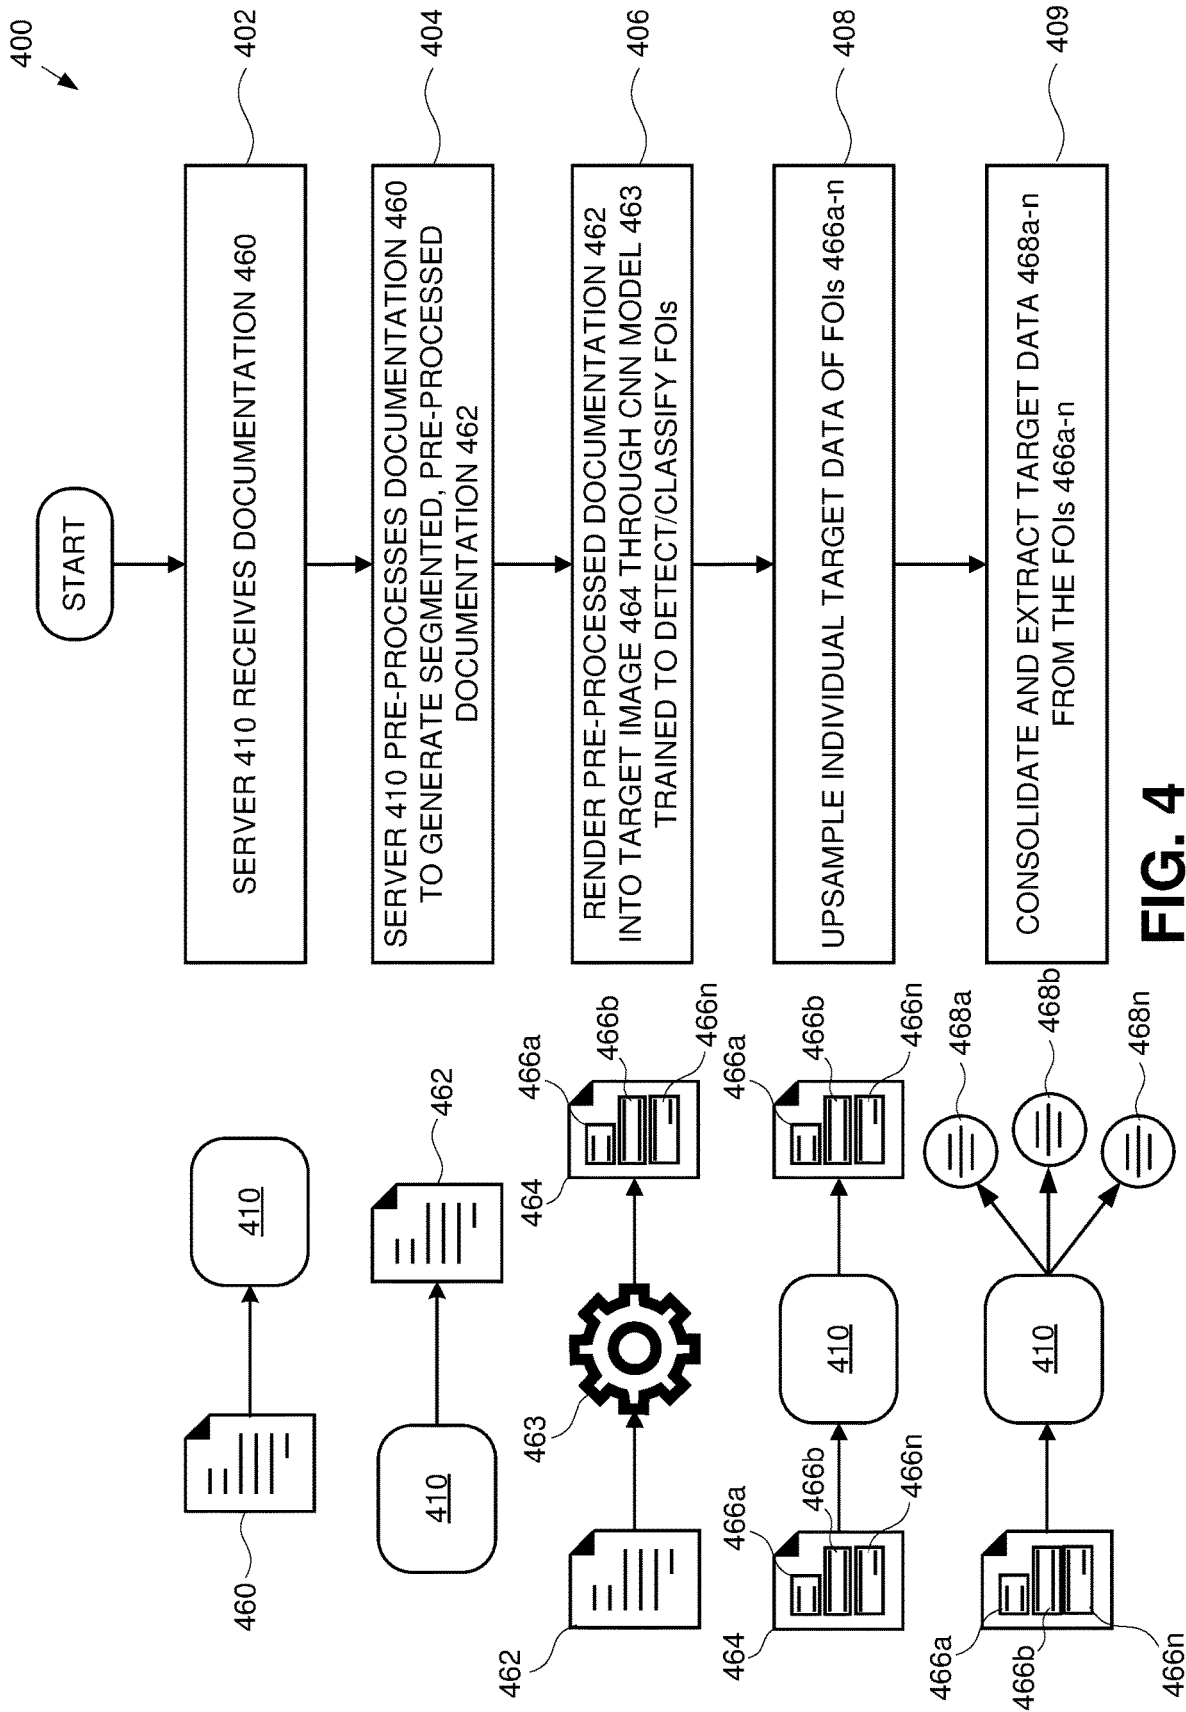 400
START
SERVER 410 RECEIVES DOCUMENTATION 460
402
460
410
SERVER 410 PRE-PROCESSES DOCUMENTATION 460
TO GENERATE SEGMENTED, PRE-PROCESSED
DOCUMENTATION 462
404
410
462
RENDER PRE-PROCESSED DOCUMENTATION 462
INTO TARGET IMAGE 464 THROUGH CNN MODEL 463
TRAINED TO DETECT/CLASSIFY FOIs
406
462
463
464
466a
466b
466n
UPSAMPLE INDIVIDUAL TARGET DATA OF FOIs 466a-n
408
464
466a
466b
466n
410
466a
466b
466n
CONSOLIDATE AND EXTRACT TARGET DATA 468a-n
FROM THE FOIs 466a-n
409
466a
466b
466n
410
468a
468b
468n
FIG. 4